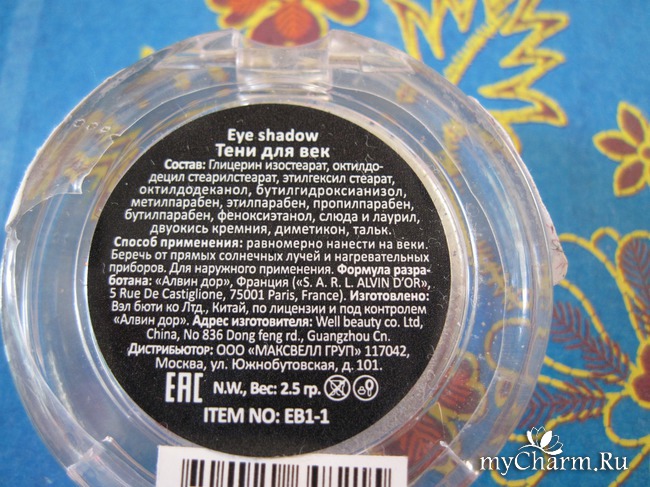 Eye shadow
Тени для век
Состав: Глицерин изостеарат, октилдо-
децил стеарилстеарат, этилгексил стеарат,
октилдодеканол, бутилгидроксианизол,
метилпарабен, этилпарабен, пропилпарабен,
бутилпарабен, феноксиэтанол, слюда и лаурил,
двуокись кремния, диметикон, тальк.
Способ применения: равномерно нанести на веки.
Беречь от прямых солнечных лучей и нагревательных
приборов. Для наружного применения. Формула разра-
ботана: «Алвин дор», Франция («S. A. R. L. ALVIN D’OR»,
5 Rue De Castiglione, 75001 Paris, France). Изготовлено:
Вэл бюти ко Лтд., Китай, по лицензии и под контролем
«Алвин дор». Адрес изготовителя: Well beauty co. Ltd,
China, No 836 Dong feng rd., Guangzhou Cn.
Дистрибьютор: ООО «МАКСВЕЛЛ ГРУП» 117042,
Москва, ул. Южнобутовская, д. 101.
EAC N.W., Вес: 2.5 гр.
ITEM NO: EB1-1
myCharm.Ru